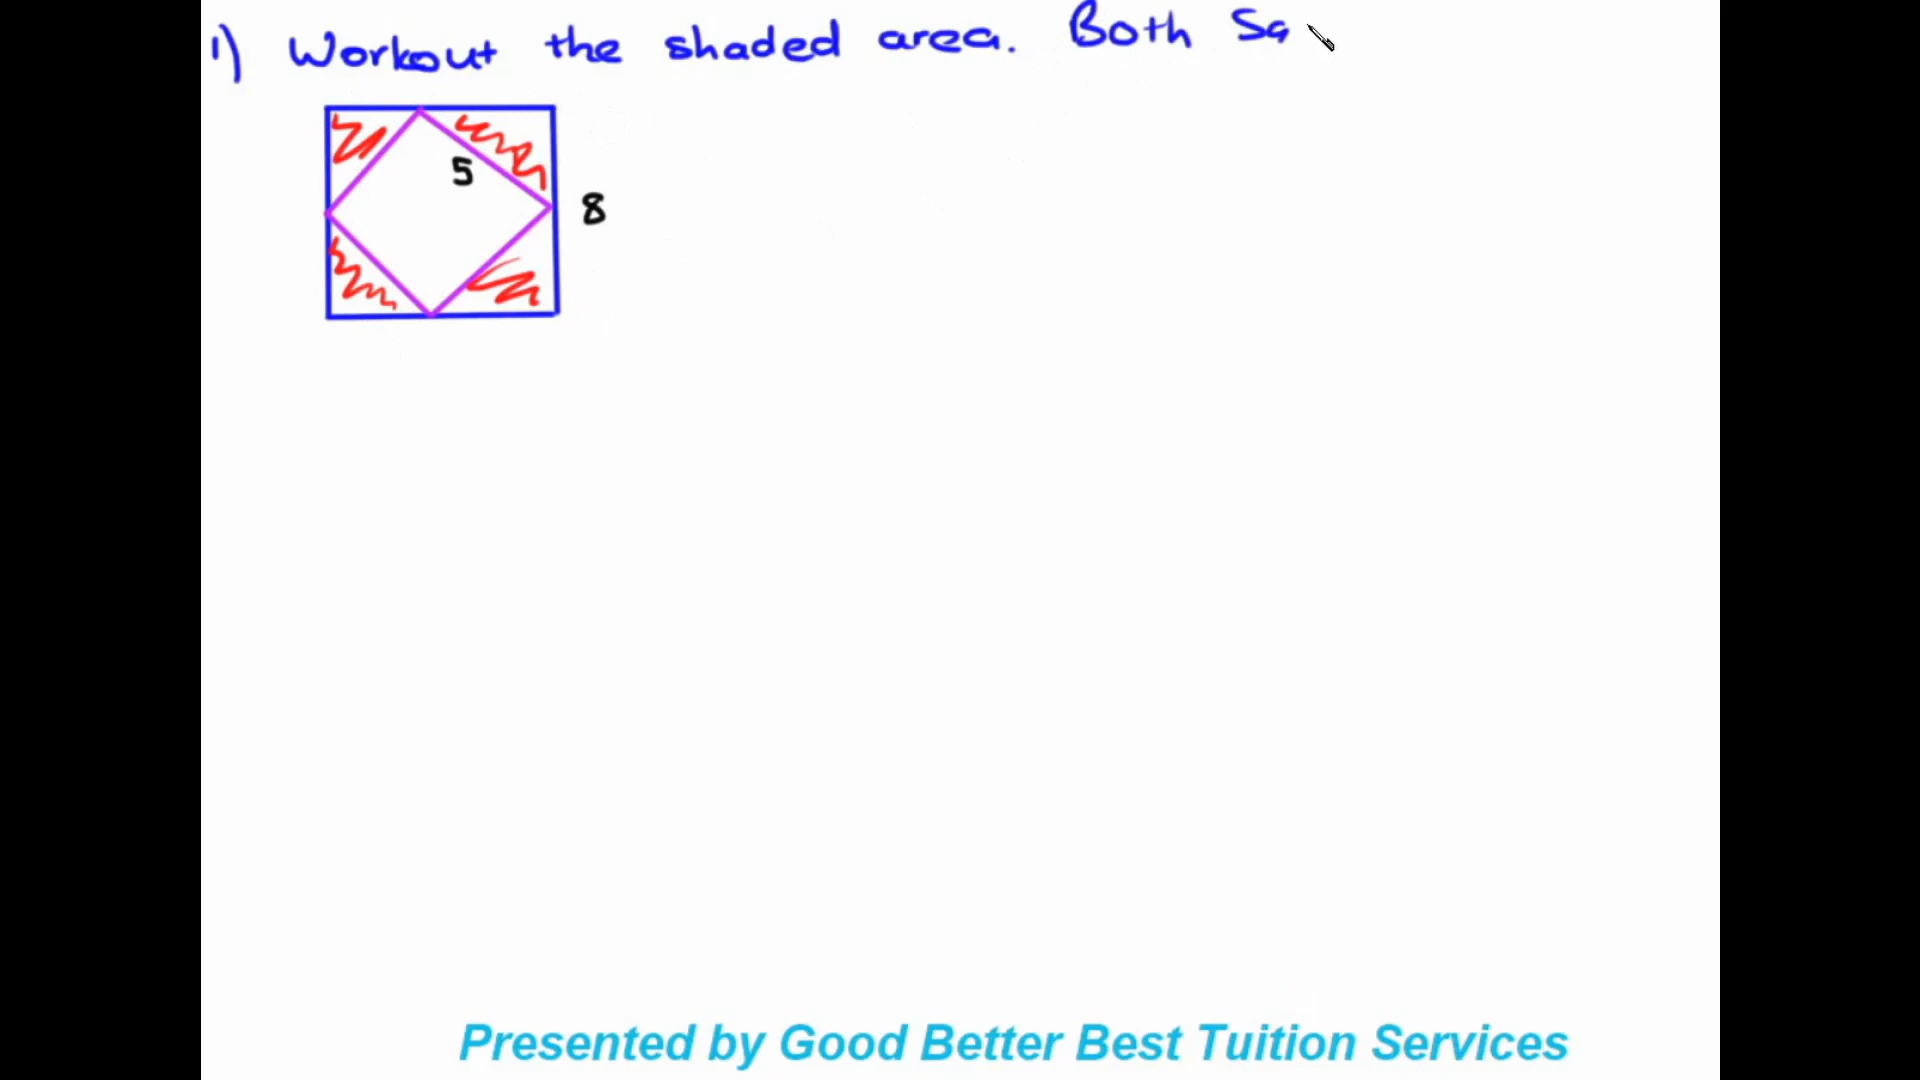 1) Workout the shaded area. Both Sq
5
8
Presented by Good Better Best Tuition Services